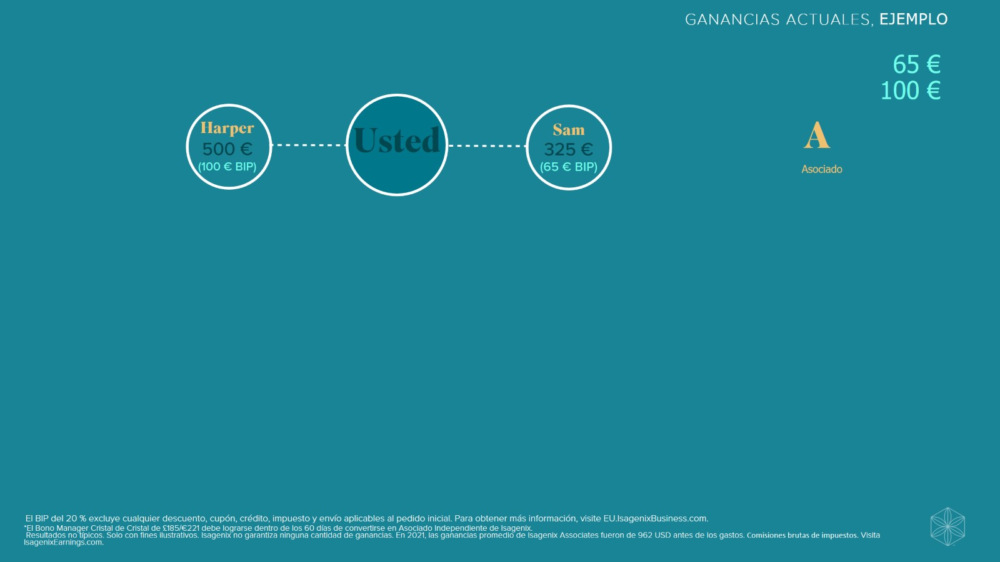 GANANCIAS ACTUALES, EJEMPLO
65 €
100 €
Harper
500 €
(100 € BIP)
Usted
Sam
325 €
(65 € BIP)
A
Asociado
El BIP del 20 % excluye cualquier descuento, cupón, crédito, impuesto y envío aplicables al pedido inicial. Para obtener más información, visite EU.IsagenixBusiness.com.
*El Bono Manager Cristal de Cristal de £185/€221 debe lograrse dentro de los 60 días de convertirse en Asociado Independiente de Isagenix.
Resultados no típicos. Solo con fines ilustrativos. Isagenix no garantiza ninguna cantidad de ganancias. En 2021, las ganancias promedio de Isagenix Associates fueron de 962 USD antes de los gastos. Comisiones brutas de impuestos. Visita
IsagenixEarnings.com.